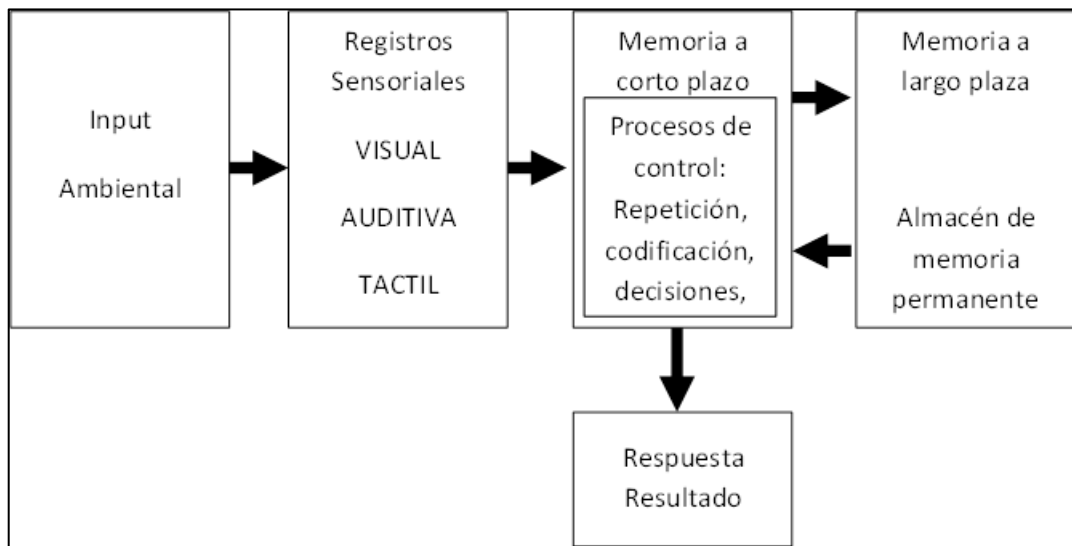 Input
Ambiental
Registros
Sensoriales
VISUAL
AUDITIVA
TACTIL
Memoria a
corto plazo
Procesos de
control:
Repetición,
codificación,
decisiones,
Memoria a
largo plaza
Almacén de
memoria
permanente
Respuesta
Resultado